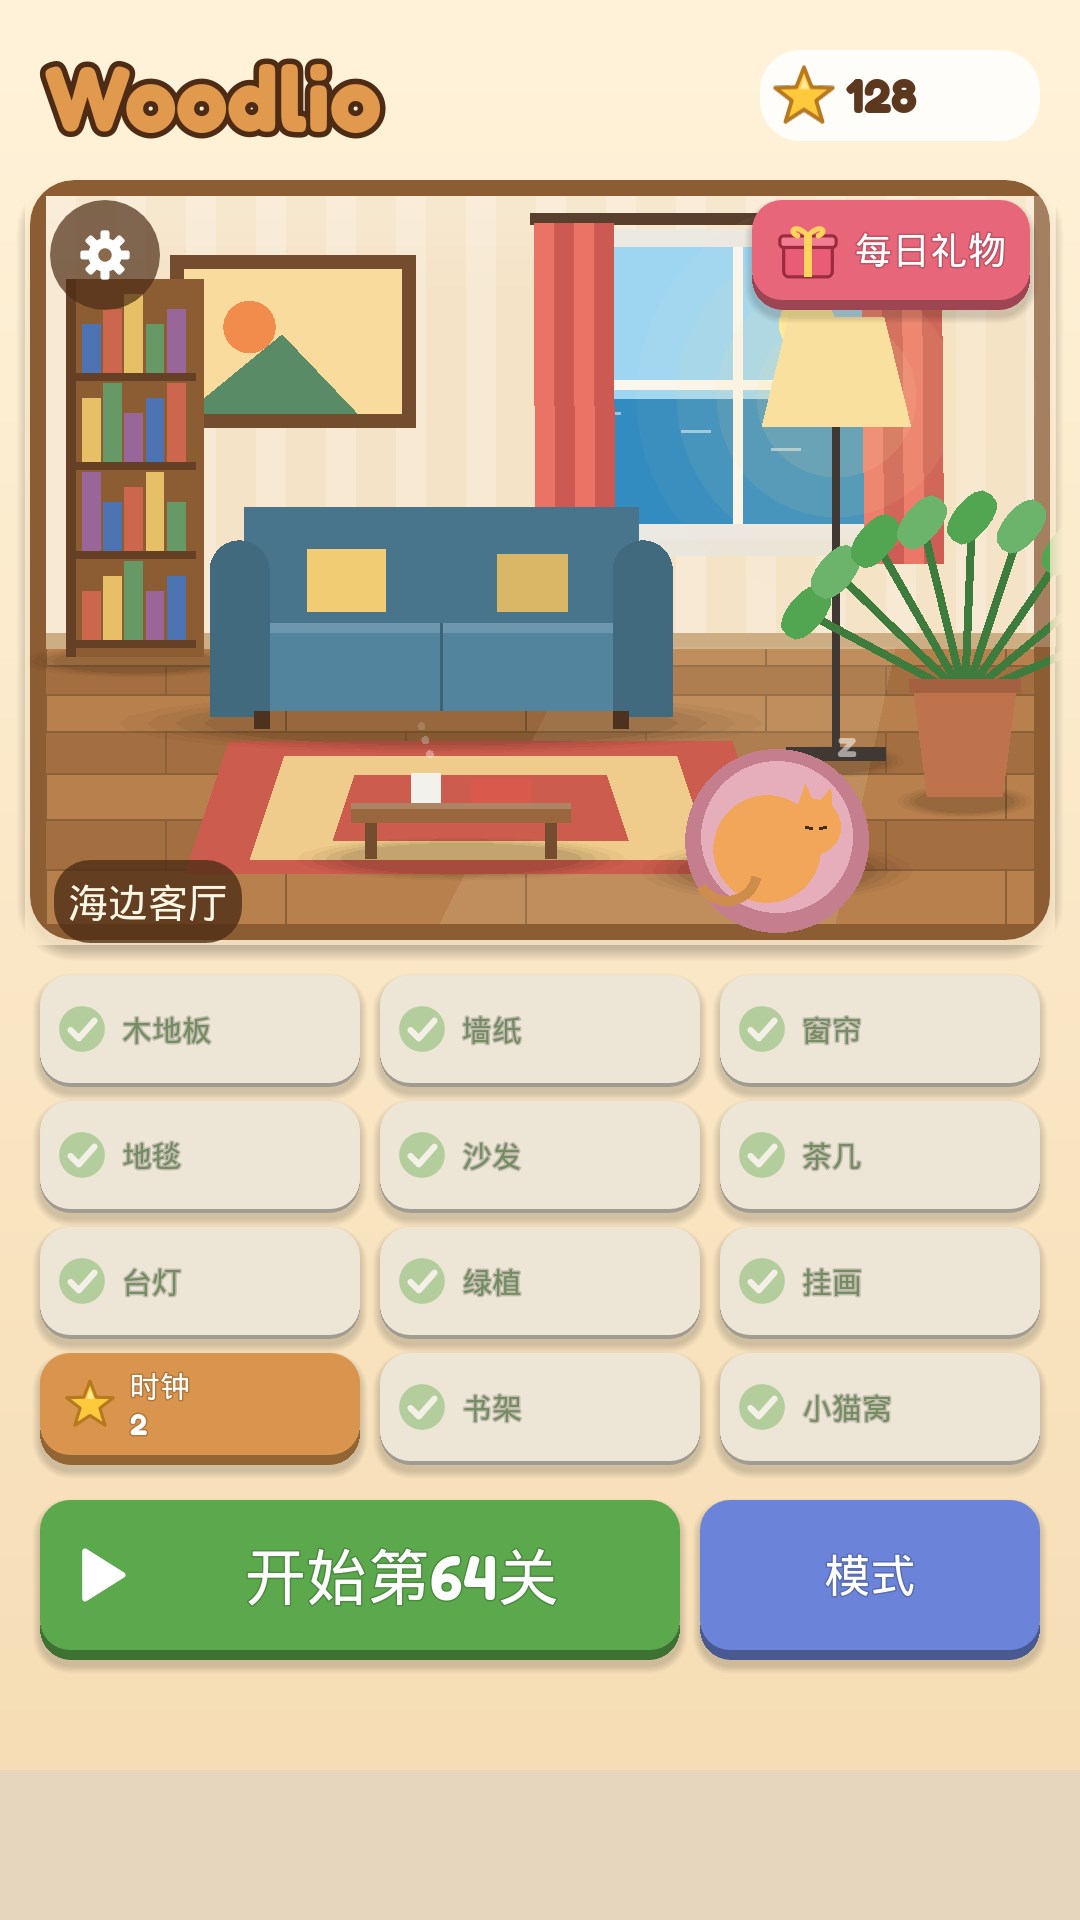 Woodlio
128
每日礼物
z
海边客厅
木地板
墙纸
窗帘
地毯
沙发
茶几
台灯
绿植
挂画
时钟
2
书架
小猫窝
开始第64关
模式